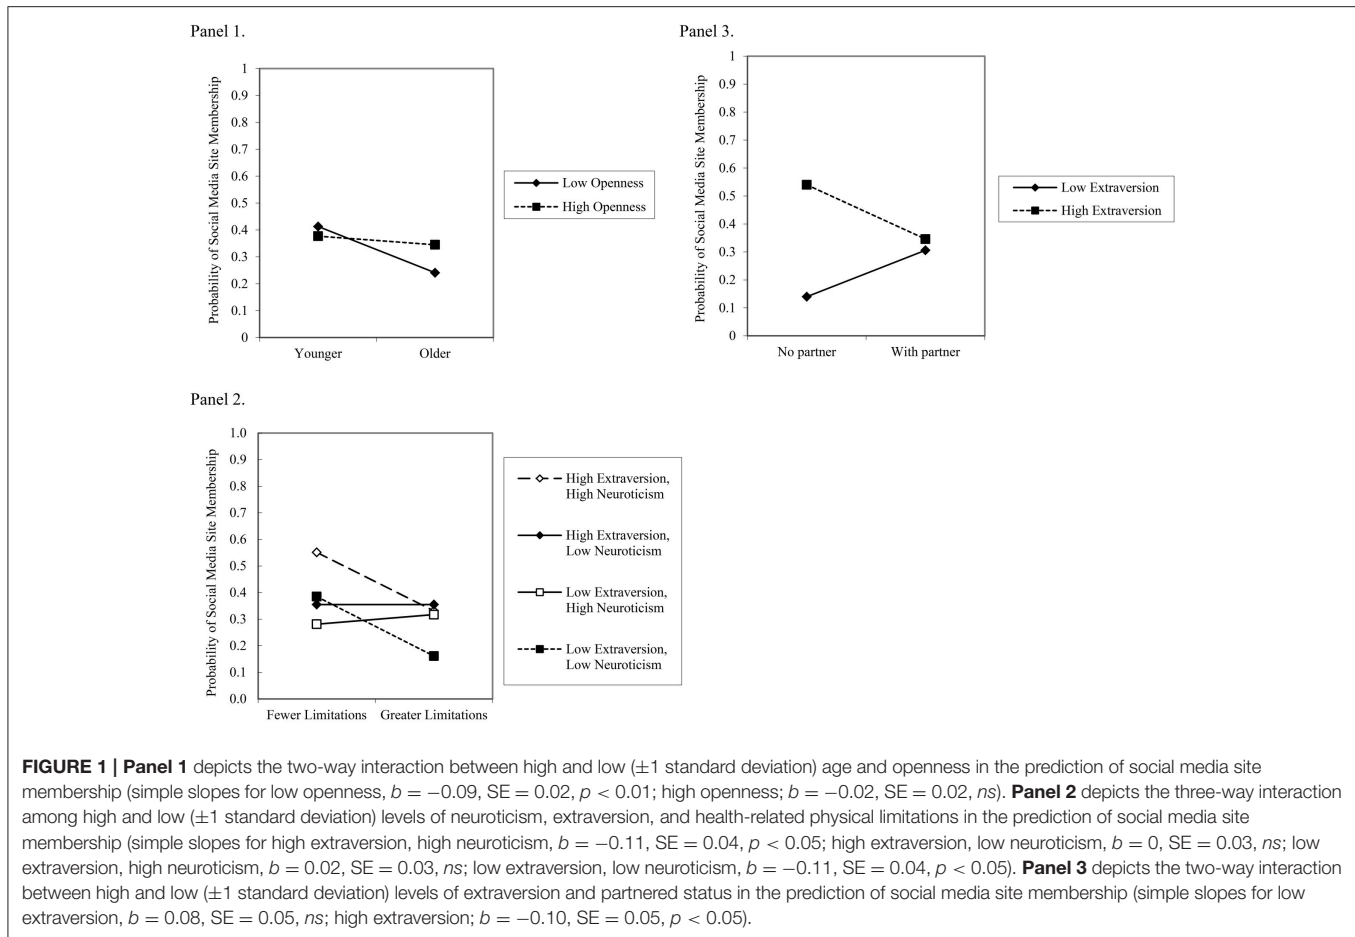 Panel 1.
Probability of Social Media Site Membership
1
0.9
0.8
0.7
0.6
0.5
0.4
0.3
0.2
0.1
0
Younger Older
Low Openness
High Openness
Panel 3.
Probability of Social Media Site Membership
1
0.9
0.8
0.7
0.6
0.5
0.4
0.3
0.2
0.1
0
No partner With partner
Low Extraversion
High Extraversion
Panel 2.
Probability of Social Media Site Membership
1.0
0.9
0.8
0.7
0.6
0.5
0.4
0.3
0.2
0.1
0.0
Fewer Limitations Greater Limitations
High Extraversion,
High Neuroticism
High Extraversion,
Low Neuroticism
Low Extraversion,
High Neuroticism
Low Extraversion,
Low Neuroticism
FIGURE 1 | Panel 1 depicts the two-way interaction between high and low (±1 standard deviation) age and openness in the prediction of social media site
membership (simple slopes for low openness, b = −0.09, SE = 0.02, p < 0.01; high openness; b = −0.02, SE = 0.02, ns). Panel 2 depicts the three-way interaction
among high and low (±1 standard deviation) levels of neuroticism, extraversion, and health-related physical limitations in the prediction of social media site
membership (simple slopes for high extraversion, high neuroticism, b = −0.11, SE = 0.04, p < 0.05; high extraversion, low neuroticism, b = 0, SE = 0.03, ns; low
extraversion, high neuroticism, b = 0.02, SE = 0.03, ns; low extraversion, low neuroticism, b = −0.11, SE = 0.04, p < 0.05). Panel 3 depicts the two-way interaction
between high and low (±1 standard deviation) levels of extraversion and partnered status in the prediction of social media site membership (simple slopes for low
extraversion, b = 0.08, SE = 0.05, ns; high extraversion; b = −0.10, SE = 0.05, p < 0.05).